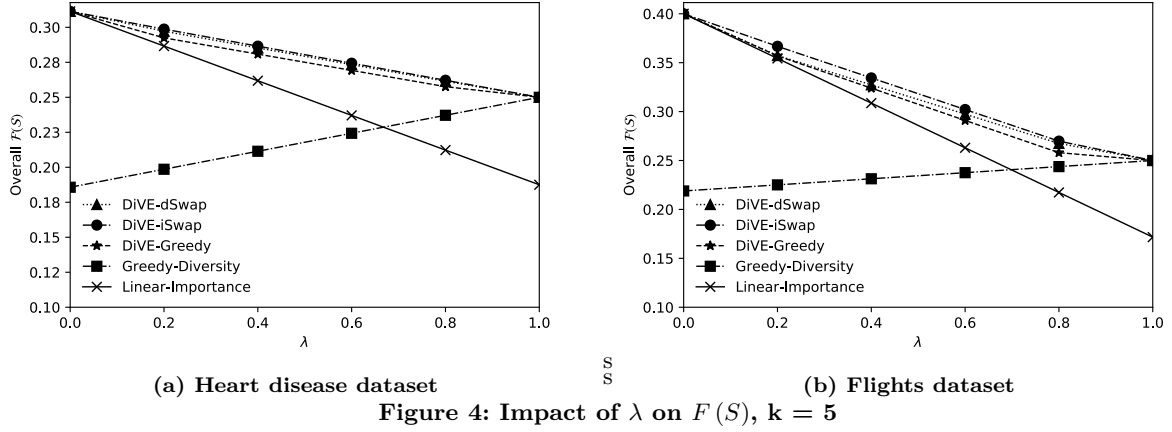 0.30
0.28
0.25
0.23
0.20
0.18
0.15
0.12
0.10
Overall F(S)
DiVE-dSwap
DiVE-iSwap
DiVE-Greedy
Greedy-Diversity
Linear-Importance
0.0 0.2 0.4 0.6 0.8 1.0
λ
0.40
0.35
0.30
0.25
0.20
0.15
0.10
Overall F(S)
DiVE-dSwap
DiVE-iSwap
DiVE-Greedy
Greedy-Diversity
Linear-Importance
0.0 0.2 0.4 0.6 0.8 1.0
λ
s
s
(a) Heart disease dataset
(b) Flights dataset
Figure 4: Impact of λ on F (S), k = 5